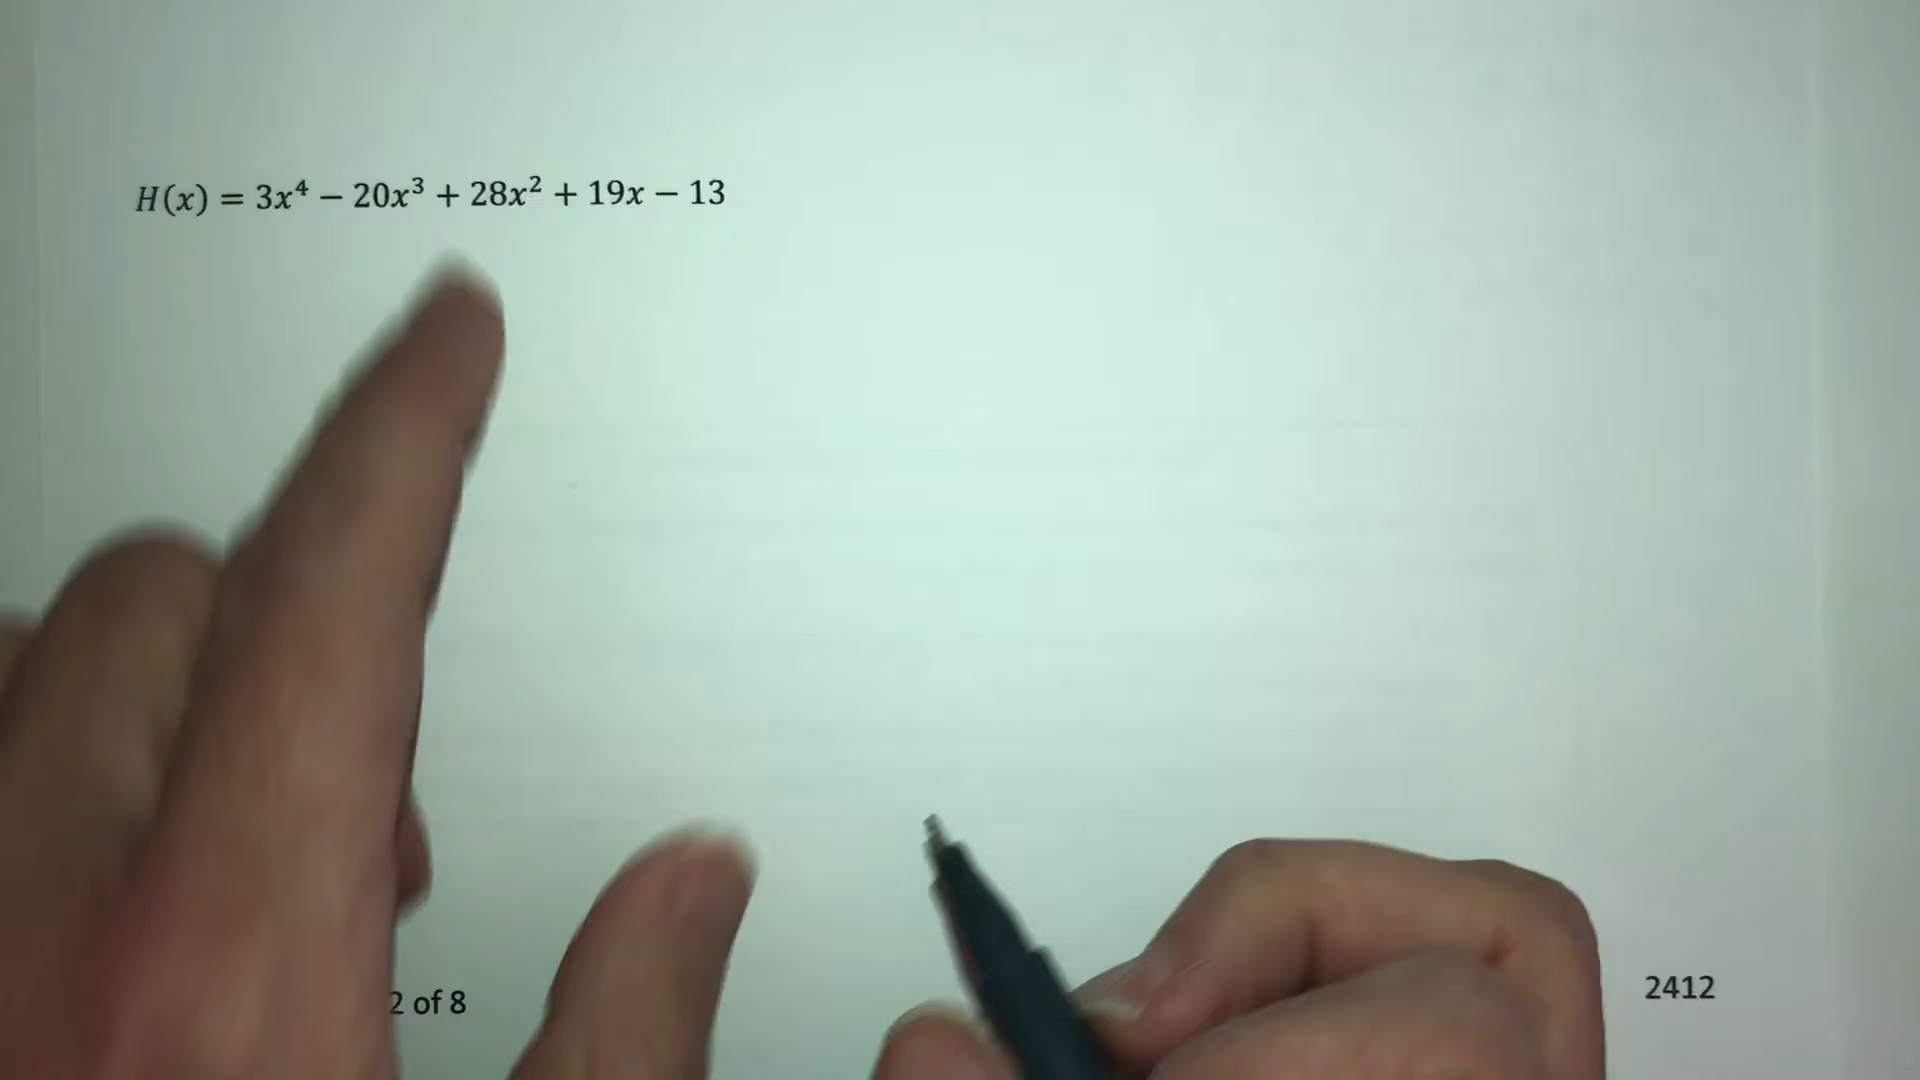 H(x) = 3x⁴ − 20x³ + 28x² + 19x − 13
2 of 8
2412